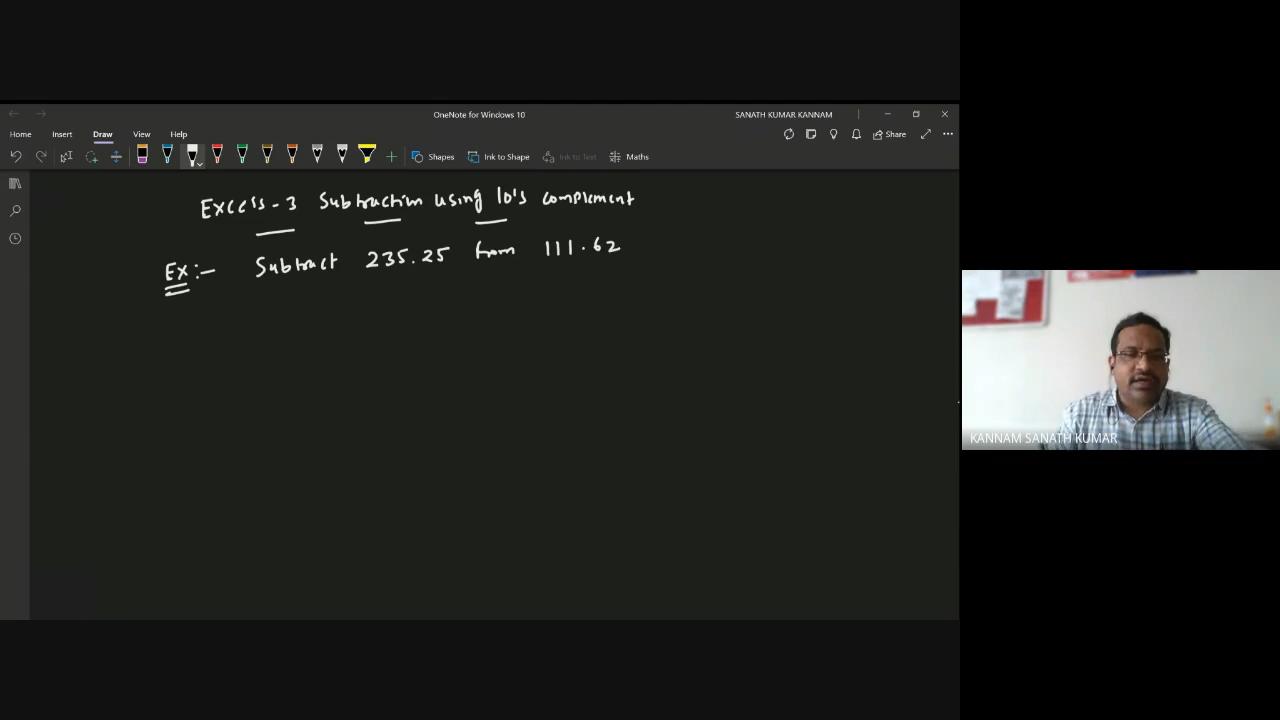 OneNote for Windows 10
SANATH KUMAR KANNAM
Home Insert Draw View Help
Share
Shapes Ink to Shape Ink to Text Maths
Excess-3 Subtraction using 10's complement
Ex:- Subtract 235.25 from 111.62
KANNAM SANATH KUMAR